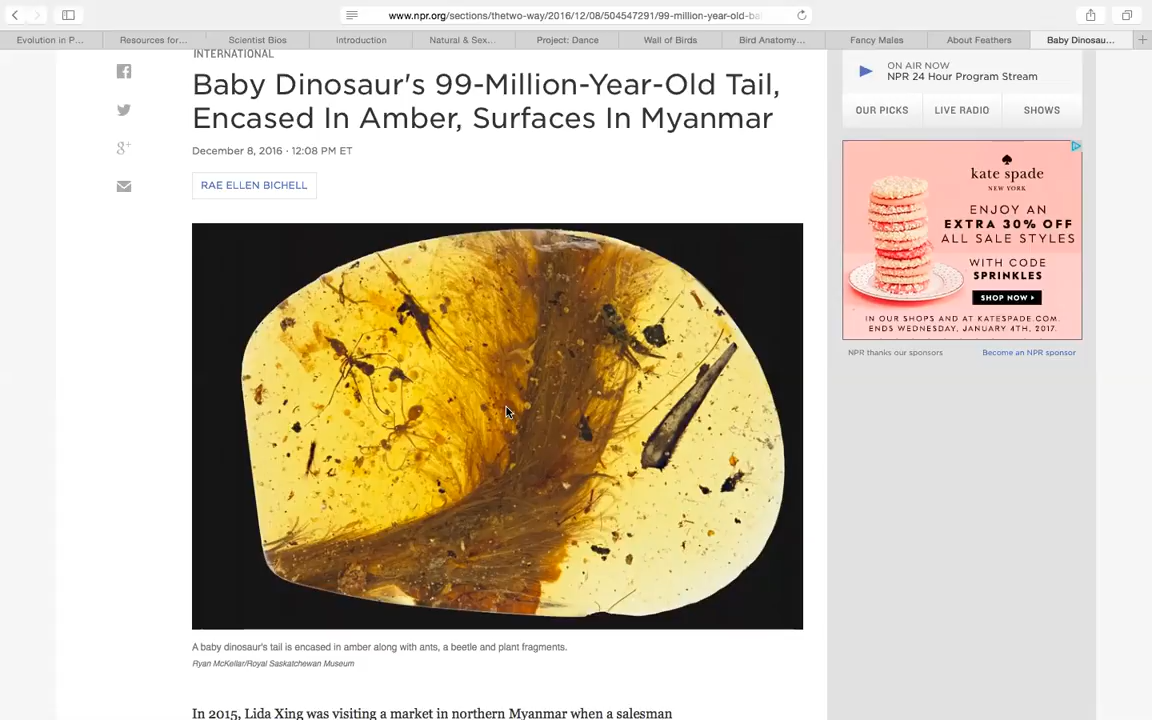 www.npr.org/sections/thetwo-way/2016/12/08/504547291/99-million-year-old-ba
Evolution in P…
Resources for…
Scientist Bios
Introduction
Natural & Sex…
Project: Dance
Wall of Birds
Bird Anatomy…
Fancy Males
About Feathers
Baby Dinosau…
INTERNATIONAL
Baby Dinosaur's 99-Million-Year-Old Tail,
Encased In Amber, Surfaces In Myanmar
December 8, 2016 · 12:08 PM ET
RAE ELLEN BICHELL
A baby dinosaur's tail is encased in amber along with ants, a beetle and plant fragments.
Ryan McKellar/Royal Saskatchewan Museum
In 2015, Lida Xing was visiting a market in northern Myanmar when a salesman
ON AIR NOW
NPR 24 Hour Program Stream
OUR PICKS
LIVE RADIO
SHOWS
kate spade
NEW YORK
ENJOY AN
EXTRA 30% OFF
ALL SALE STYLES
WITH CODE
SPRINKLES
SHOP NOW
IN OUR SHOPS AND AT KATESPADE.COM.
ENDS WEDNESDAY, JANUARY 4TH, 2017.
NPR thanks our sponsors
Become an NPR sponsor